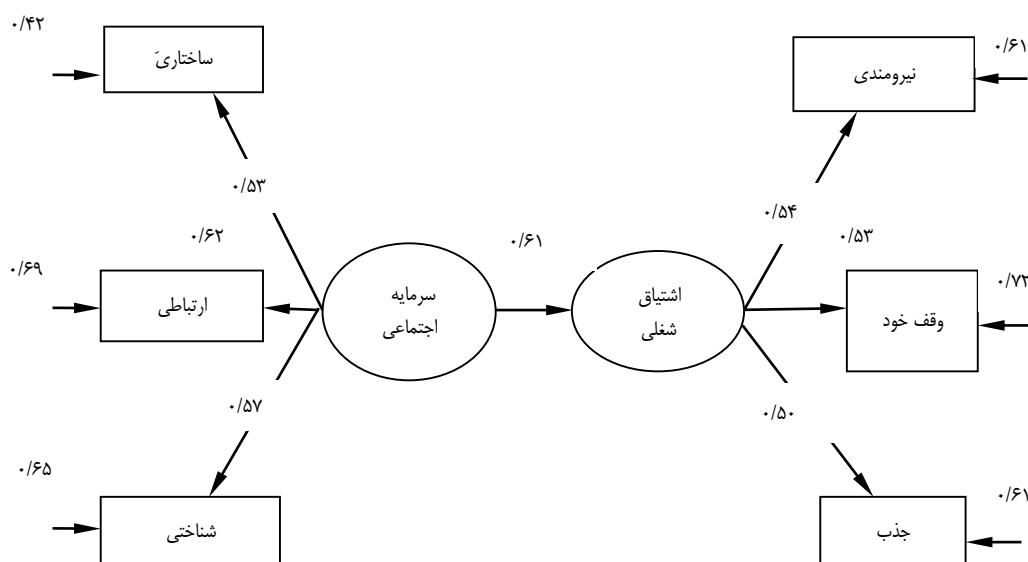 ۰/۴۲
ساختاریَ
۰/۵۳
۰/۶۲
۰/۶۹
ارتباطی
۰/۵۷
۰/۶۵
شناختی
سرمایه
اجتماعی
۰/۶۱
اشتیاق
شغلی
۰/۶۱
نیرومندی
۰/۵۴
۰/۵۳
۰/۷۲
وقف خود
۰/۵۰
۰/۶۷
جذب